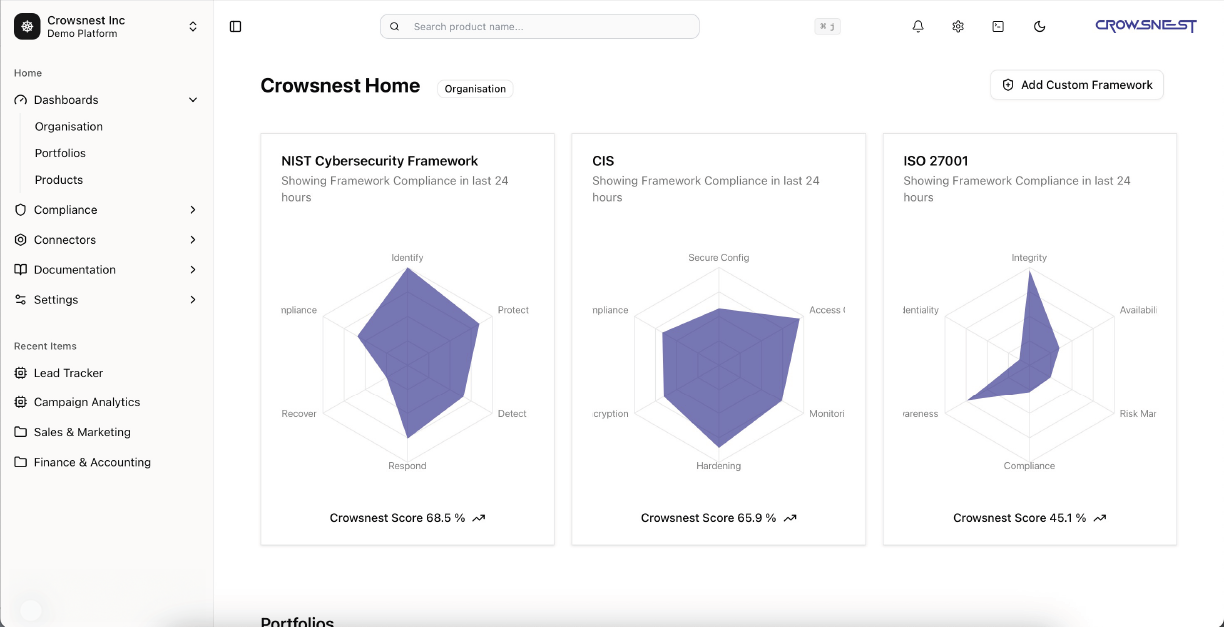 Crowsnest Inc
Demo Platform
Search product name...
⌘ j
CROWSNEST
Home
Dashboards
Organisation
Portfolios
Products
Compliance
Connectors
Documentation
Settings
Recent Items
Lead Tracker
Campaign Analytics
Sales & Marketing
Finance & Accounting
Crowsnest Home
Organisation
Add Custom Framework
NIST Cybersecurity Framework
Showing Framework Compliance in last 24
hours
Identify
mpliance
Protect
Recover
Detect
Respond
Crowsnest Score 68.5 %
CIS
Showing Framework Compliance in last 24
hours
Secure Config
mpliance
Access
cryption
Monitori
Hardening
Crowsnest Score 65.9 %
ISO 27001
Showing Framework Compliance in last 24
hours
Integrity
dentiality
Availabili
wareness
Risk Mar
Compliance
Crowsnest Score 45.1 %
Portfolios